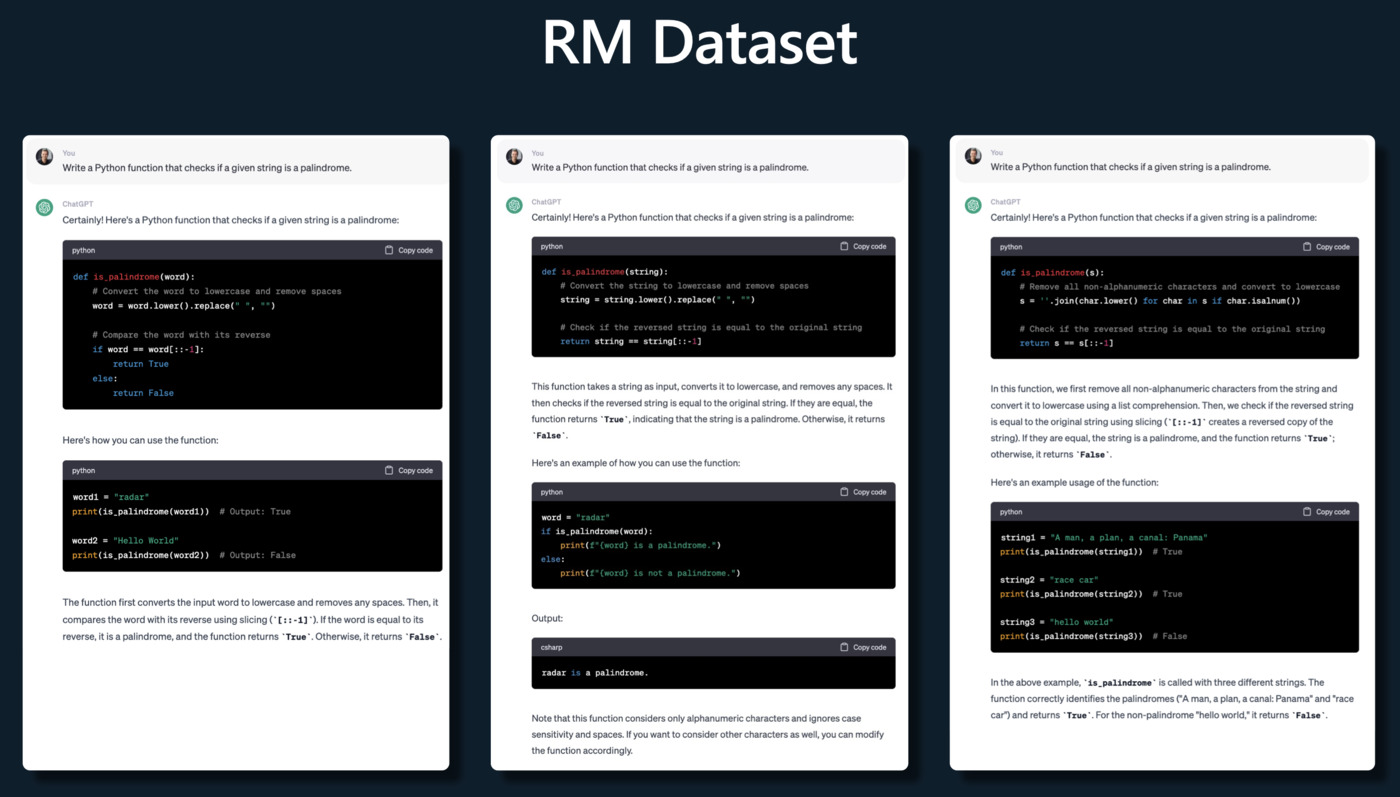 RM Dataset
You
Write a Python function that checks if a given string is a palindrome.
ChatGPT
Certainly! Here's a Python function that checks if a given string is a palindrome:
python
Copy code
def is_palindrome(word):
    # Convert the word to lowercase and remove spaces
    word = word.lower().replace(" ", "")
    # Compare the word with its reverse
    if word == word[::-1]:
        return True
    else:
        return False
Here's how you can use the function:
python
Copy code
word1 = "radar"
print(is_palindrome(word1))  # Output: True
word2 = "Hello World"
print(is_palindrome(word2))  # Output: False
The function first converts the input word to lowercase and removes any spaces. Then, it
compares the word with its reverse using slicing (`[::-1]`). If the word is equal to its
reverse, it is a palindrome, and the function returns `True`. Otherwise, it returns `False`.
You
Write a Python function that checks if a given string is a palindrome.
ChatGPT
Certainly! Here's a Python function that checks if a given string is a palindrome:
python
Copy code
def is_palindrome(string):
    # Convert the string to lowercase and remove spaces
    string = string.lower().replace(" ", "")
    # Check if the reversed string is equal to the original string
    return string == string[::-1]
This function takes a string as input, converts it to lowercase, and removes any spaces. It
then checks if the reversed string is equal to the original string. If they are equal, the
function returns `True`, indicating that the string is a palindrome. Otherwise, it returns
`False`.
Here's an example of how you can use the function:
python
Copy code
word = "radar"
if is_palindrome(word):
    print(f"{word} is a palindrome.")
else:
    print(f"{word} is not a palindrome.")
Output:
csharp
Copy code
radar is a palindrome.
Note that this function considers only alphanumeric characters and ignores case
sensitivity and spaces. If you want to consider other characters as well, you can modify
the function accordingly.
You
Write a Python function that checks if a given string is a palindrome.
ChatGPT
Certainly! Here's a Python function that checks if a given string is a palindrome:
python
Copy code
def is_palindrome(s):
    # Remove all non-alphanumeric characters and convert to lowercase
    s = ''.join(char.lower() for char in s if char.isalnum())
    # Check if the reversed string is equal to the original string
    return s == s[::-1]
In this function, we first remove all non-alphanumeric characters from the string and
convert it to lowercase using a list comprehension. Then, we check if the reversed string
is equal to the original string using slicing (`[::-1]` creates a reversed copy of the
string). If they are equal, the string is a palindrome, and the function returns `True`;
otherwise, it returns `False`.
Here's an example usage of the function:
python
Copy code
string1 = "A man, a plan, a canal: Panama"
print(is_palindrome(string1))  # True
string2 = "race car"
print(is_palindrome(string2))  # True
string3 = "hello world"
print(is_palindrome(string3))  # False
In the above example, `is_palindrome` is called with three different strings. The
function correctly identifies the palindromes ("A man, a plan, a canal: Panama" and "race
car") and returns `True`. For the non-palindrome "hello world," it returns `False`.